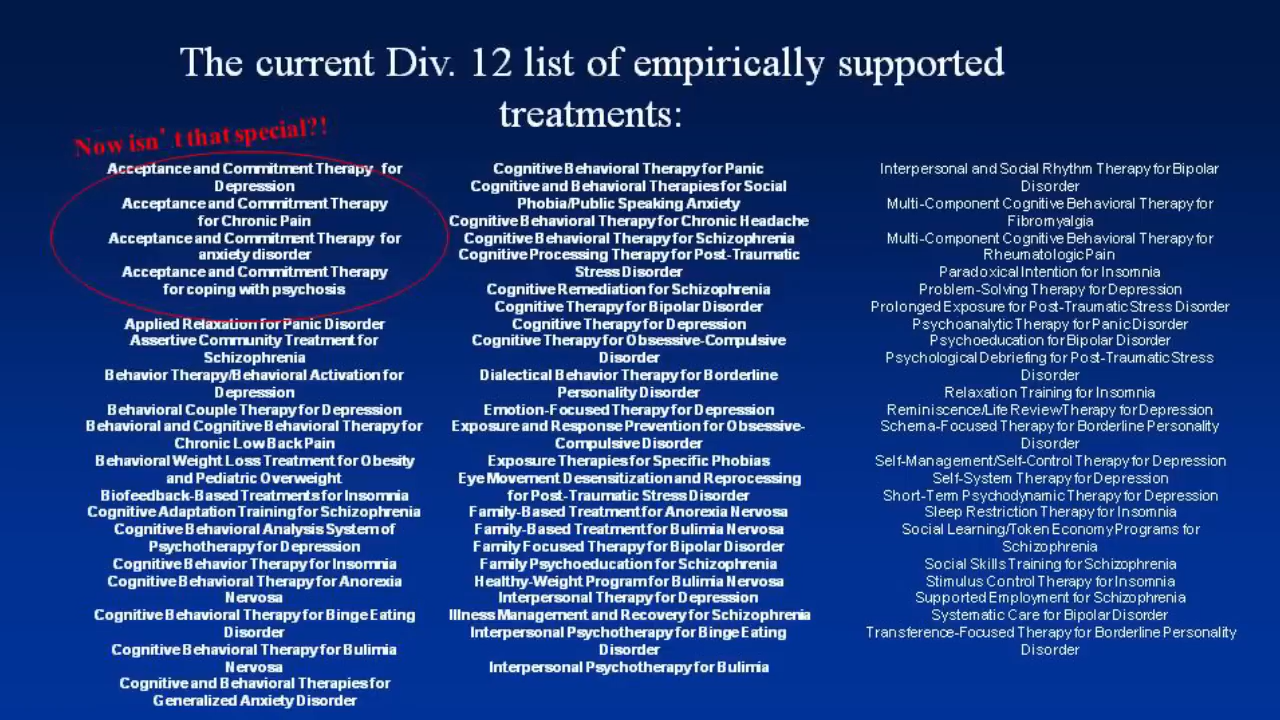 The current Div. 12 list of empirically supported
treatments:
Now isn't that special?!
Acceptance and Commitment Therapy for
Depression
Acceptance and Commitment Therapy
for Chronic Pain
Acceptance and Commitment Therapy for
anxiety disorder
Acceptance and Commitment Therapy
for coping with psychosis
Applied Relaxation for Panic Disorder
Assertive Community Treatment for
Schizophrenia
Behavior Therapy/Behavioral Activation for
Depression
Behavioral Couple Therapy for Depression
Behavioral and Cognitive Behavioral Therapy for
Chronic Low Back Pain
Behavioral Weight Loss Treatment for Obesity
and Pediatric Overweight
Biofeedback-Based Treatments for Insomnia
Cognitive Adaptation Training for Schizophrenia
Cognitive Behavioral Analysis System of
Psychotherapy for Depression
Cognitive Behavior Therapy for Insomnia
Cognitive Behavioral Therapy for Anorexia
Nervosa
Cognitive Behavioral Therapy for Binge Eating
Disorder
Cognitive Behavioral Therapy for Bulimia
Nervosa
Cognitive and Behavioral Therapies for
Generalized Anxiety Disorder
Cognitive Behavioral Therapy for Panic
Cognitive and Behavioral Therapies for Social
Phobia/Public Speaking Anxiety
Cognitive Behavioral Therapy for Chronic Headache
Cognitive Behavioral Therapy for Schizophrenia
Cognitive Processing Therapy for Post-Traumatic
Stress Disorder
Cognitive Remediation for Schizophrenia
Cognitive Therapy for Bipolar Disorder
Cognitive Therapy for Depression
Cognitive Therapy for Obsessive-Compulsive
Disorder
Dialectical Behavior Therapy for Borderline
Personality Disorder
Emotion-Focused Therapy for Depression
Exposure and Response Prevention for Obsessive-
Compulsive Disorder
Exposure Therapies for Specific Phobias
Eye Movement Desensitization and Reprocessing
for Post-Traumatic Stress Disorder
Family-Based Treatment for Anorexia Nervosa
Family-Based Treatment for Bulimia Nervosa
Family Focused Therapy for Bipolar Disorder
Family Psychoeducation for Schizophrenia
Healthy-Weight Program for Bulimia Nervosa
Interpersonal Therapy for Depression
Illness Management and Recovery for Schizophrenia
Interpersonal Psychotherapy for Binge Eating
Disorder
Interpersonal Psychotherapy for Bulimia
Interpersonal and Social Rhythm Therapy for Bipolar
Disorder
Multi-Component Cognitive Behavioral Therapy for
Fibromyalgia
Multi-Component Cognitive Behavioral Therapy for
Rheumatologic Pain
Paradoxical Intention for Insomnia
Problem-Solving Therapy for Depression
Prolonged Exposure for Post-Traumatic Stress Disorder
Psychoanalytic Therapy for Panic Disorder
Psychoeducation for Bipolar Disorder
Psychological Debriefing for Post-Traumatic Stress
Disorder
Relaxation Training for Insomnia
Reminiscence/Life Review Therapy for Depression
Schema-Focused Therapy for Borderline Personality
Disorder
Self-Management/Self-Control Therapy for Depression
Self-System Therapy for Depression
Short-Term Psychodynamic Therapy for Depression
Sleep Restriction Therapy for Insomnia
Social Learning/Token Economy Programs for
Schizophrenia
Social Skills Training for Schizophrenia
Stimulus Control Therapy for Insomnia
Supported Employment for Schizophrenia
Systematic Care for Bipolar Disorder
Transference-Focused Therapy for Borderline Personality
Disorder